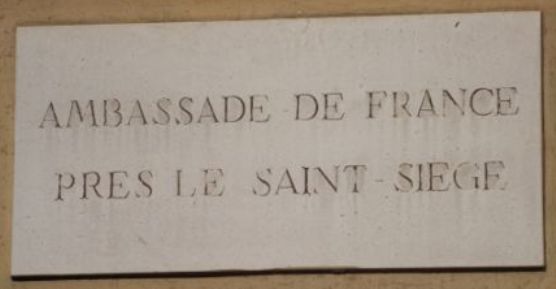 AMBASSADE DE FRANCE
PRES LE SAINT-SIEGE